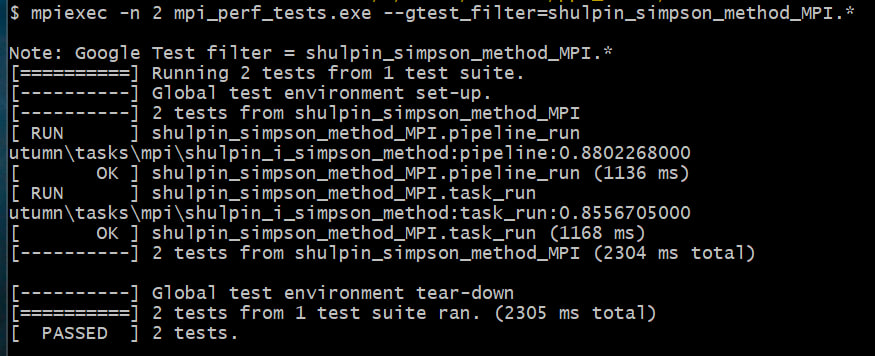 $ mpiexec -n 2 mpi_perf_tests.exe --gtest_filter=shulpin_simpson_method_MPI.*
Note: Google Test filter = shulpin_simpson_method_MPI.*
[==========] Running 2 tests from 1 test suite.
[----------] Global test environment set-up.
[----------] 2 tests from shulpin_simpson_method_MPI
[ RUN      ] shulpin_simpson_method_MPI.pipeline_run
utumn\tasks\mpi\shulpin_i_simpson_method:pipeline:0.8802268000
[       OK ] shulpin_simpson_method_MPI.pipeline_run (1136 ms)
[ RUN      ] shulpin_simpson_method_MPI.task_run
utumn\tasks\mpi\shulpin_i_simpson_method:task_run:0.8556705000
[       OK ] shulpin_simpson_method_MPI.task_run (1168 ms)
[----------] 2 tests from shulpin_simpson_method_MPI (2304 ms total)
[----------] Global test environment tear-down
[==========] 2 tests from 1 test suite ran. (2305 ms total)
[  PASSED  ] 2 tests.